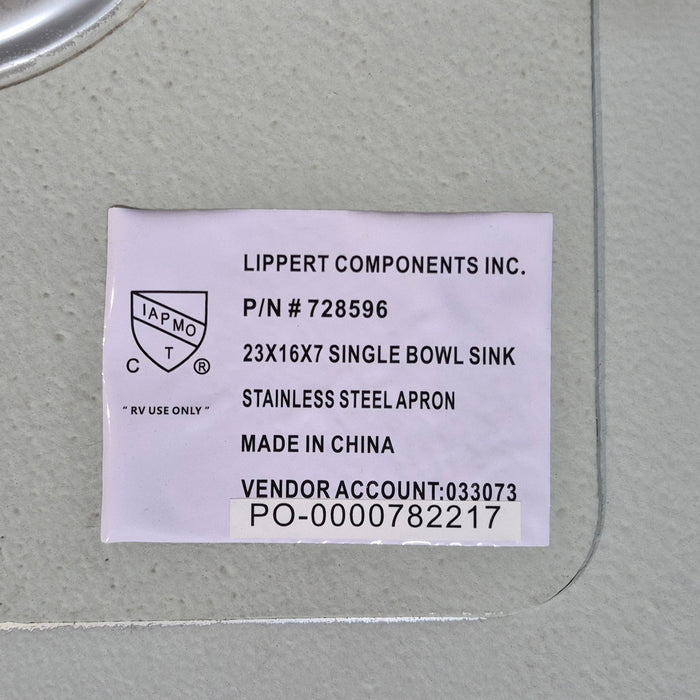 LIPPERT COMPONENTS INC.
P/N # 728596
23X16X7 SINGLE BOWL SINK
STAINLESS STEEL APRON
MADE IN CHINA
VENDOR ACCOUNT:033073
PO-0000782217
IAPMO
T
C ®
" RV USE ONLY "